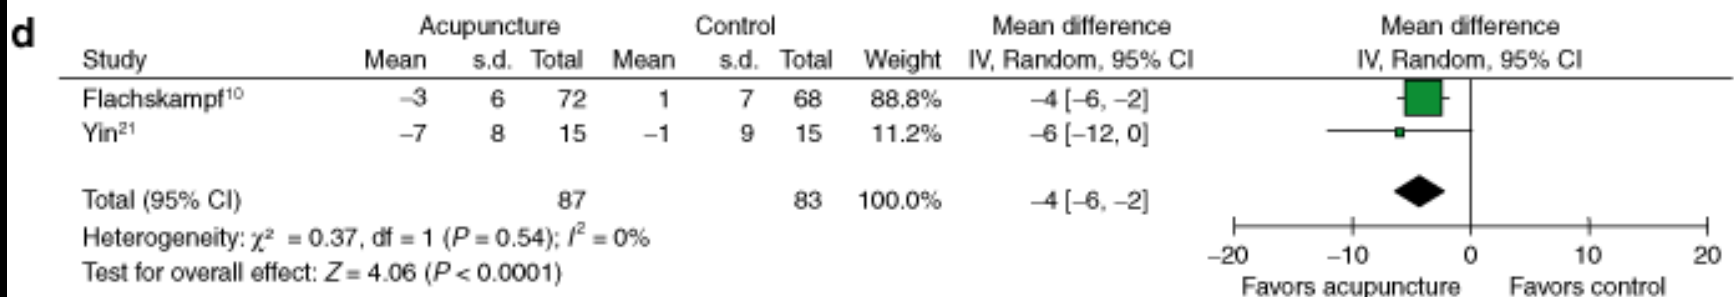 d
Acupuncture Control Mean difference Mean difference
Study Mean s.d. Total Mean s.d. Total Weight IV, Random, 95% CI IV, Random, 95% CI
Flachskampf¹⁰ −3 6 72 1 7 68 88.8% −4 [−6, −2]
Yin²¹ −7 8 15 −1 9 15 11.2% −6 [−12, 0]
Total (95% CI) 87 83 100.0% −4 [−6, −2]
Heterogeneity: χ² = 0.37, df = 1 (P = 0.54); I² = 0%
Test for overall effect: Z = 4.06 (P < 0.0001)
−20 −10 0 10 20
Favors acupuncture Favors control